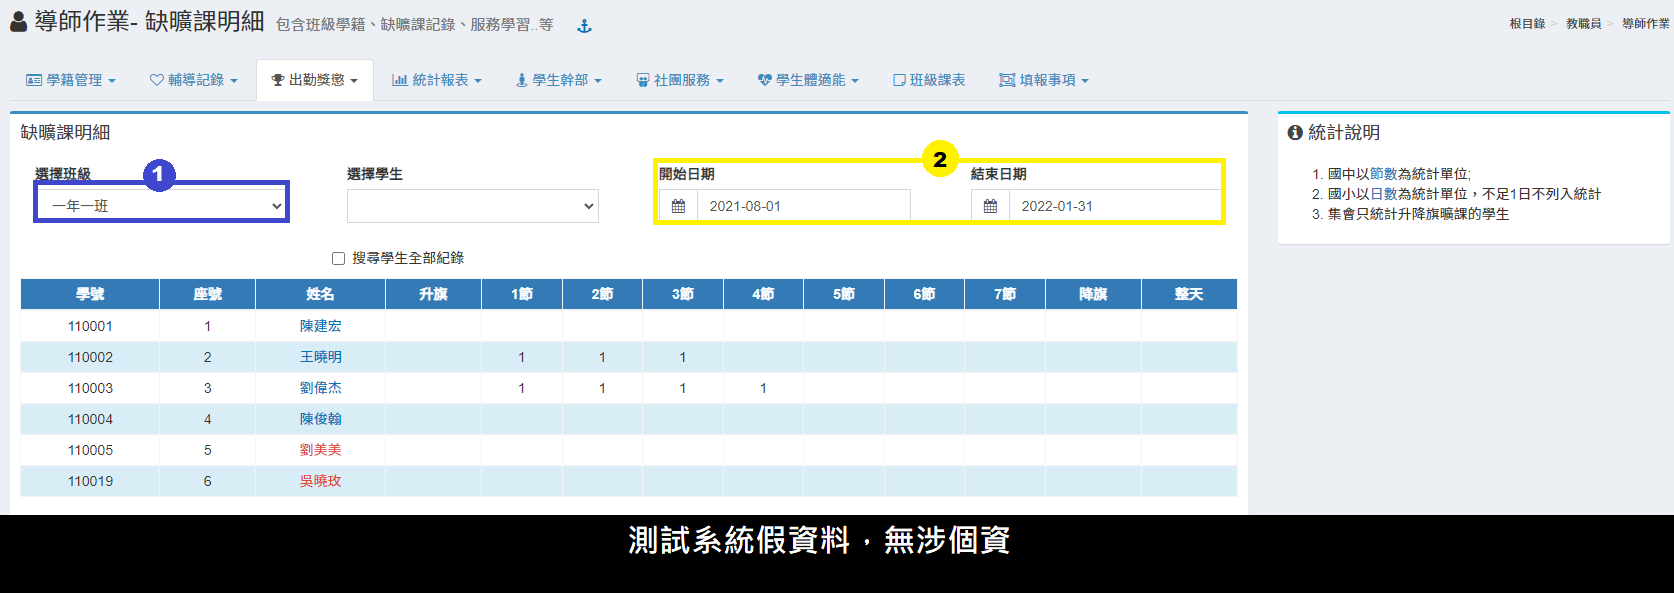 導師作業- 缺曠課明細 包含班級學籍、缺曠課記錄、服務學習..等
根目錄 > 教職員 > 導師作業
學籍管理 輔導記錄 出勤獎懲 統計報表 學生幹部 社團服務 學生體適能 班級課表 填報事項
缺曠課明細
選擇班級 1 選擇學生 開始日期 2 結束日期
一年一班 2021-08-01 2022-01-31
搜尋學生全部紀錄
學號 座號 姓名 升旗 1節 2節 3節 4節 5節 6節 7節 降旗 整天
110001 1 陳建宏
110002 2 王曉明 1 1 1
110003 3 劉偉杰 1 1 1 1
110004 4 陳俊翰
110005 5 劉美美
110019 6 吳曉玫
統計說明
1. 國中以節數為統計單位;
2. 國小以日數為統計單位，不足1日不列入統計
3. 集會只統計升降旗曠課的學生
測試系統假資料，無涉個資